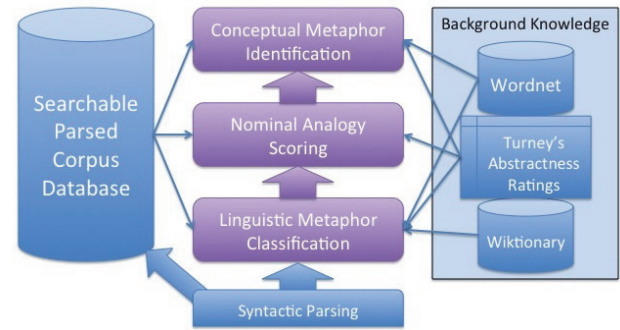 Searchable
Parsed
Corpus
Database
Conceptual Metaphor
Identification
Nominal Analogy
Scoring
Linguistic Metaphor
Classification
Syntactic Parsing
Background Knowledge
Wordnet
Turney's
Abstractness
Ratings
Wiktionary